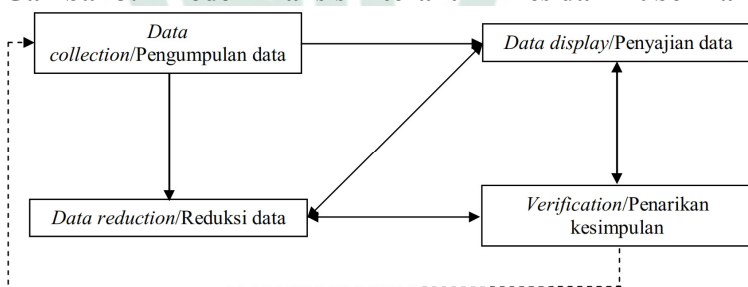 Data
collection/Pengumpulan data
Data display/Penyajian data
Data reduction/Reduksi data
Verification/Penarikan
kesimpulan